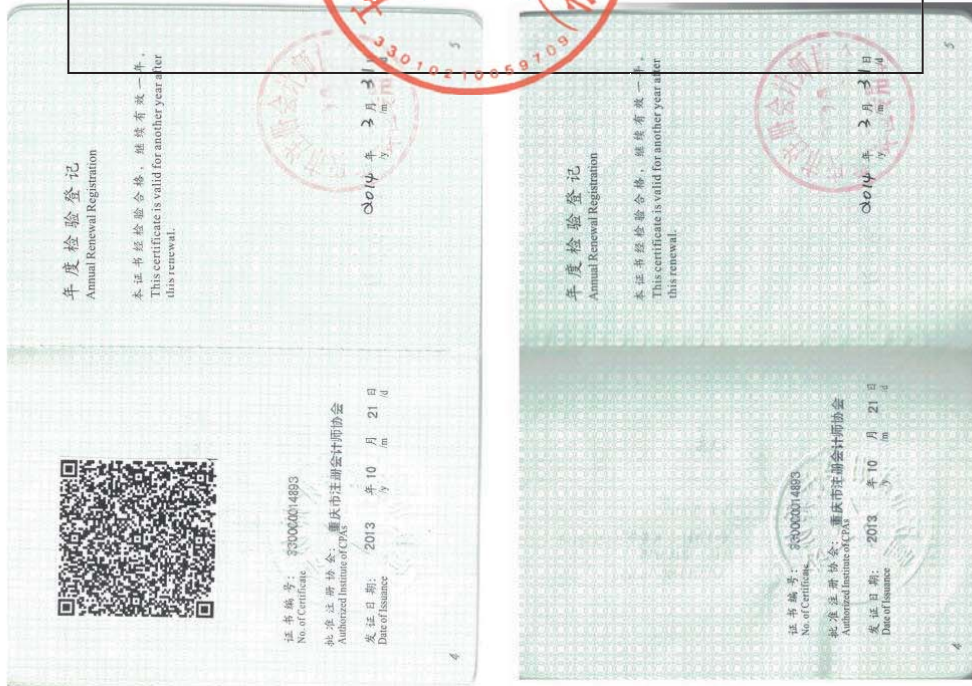 3301021065 9709
年度检验登记
Annual Renewal Registration
本证书经检验合格，继续有效一年。
This certificate is valid for another year after
this renewal.
2014 年 3 月 31 日
/y /m /d
5
证书编号： 330000014893
No. of Certificate
批准注册协会： 重庆市注册会计师协会
Authorized Institute of CPAs
发证日期： 2013 年 10 月 21 日
Date of Issuance /y /m /d
4
年度检验登记
Annual Renewal Registration
本证书经检验合格，继续有效一年。
This certificate is valid for another year after
this renewal.
2014 年 3 月 31 日
/y /m /d
5
证书编号： 330000014893
No. of Certificate
批准注册协会： 重庆市注册会计师协会
Authorized Institute of CPAs
发证日期： 2013 年 10 月 21 日
Date of Issuance /y /m /d
4